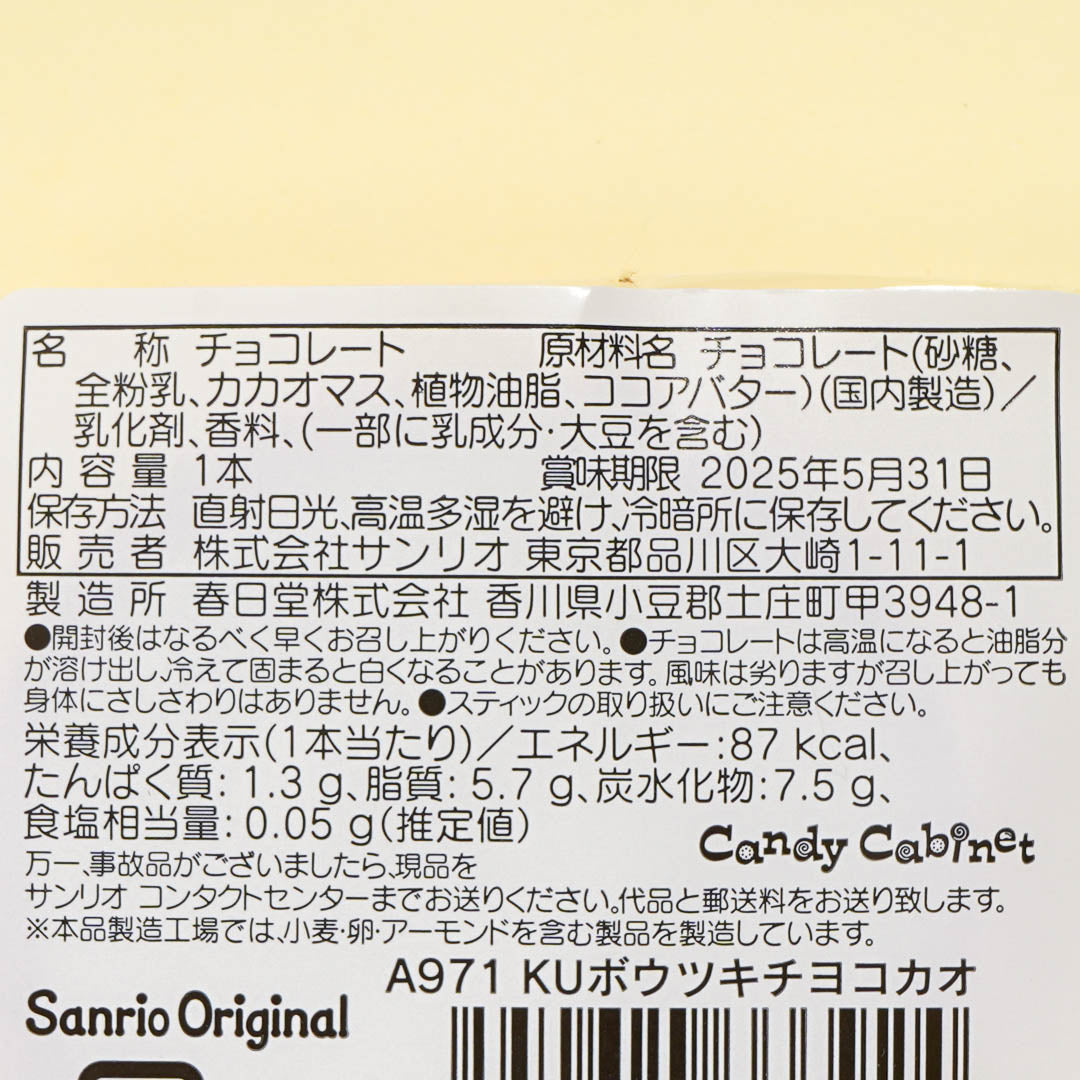 名 称 チョコレート 原材料名 チョコレート(砂糖、
全粉乳、カカオマス、植物油脂、ココアバター)(国内製造)／
乳化剤、香料、(一部に乳成分・大豆を含む)
内容量 1本 賞味期限 2025年5月31日
保存方法 直射日光、高温多湿を避け、冷暗所に保存してください。
販売者 株式会社サンリオ 東京都品川区大崎1-11-1
製造所 春日堂株式会社 香川県小豆郡土庄町甲3948-1
●開封後はなるべく早くお召し上がりください。●チョコレートは高温になると油脂分
が溶け出し、冷えて固まると白くなることがあります。風味は劣りますが召し上がっても
身体にさしさわりはありません。●スティックの取り扱いにご注意ください。
栄養成分表示(1本当たり)／エネルギー:87 kcal、
たんぱく質: 1.3 g、脂質: 5.7 g、炭水化物: 7.5 g、
食塩相当量: 0.05 g(推定値)
Candy Cabinet
万一、事故品がございましたら、現品を
サンリオ コンタクトセンターまでお送りください。代品と郵送料をお送り致します。
※本品製造工場では、小麦・卵・アーモンドを含む製品を製造しています。
A971 KUボウツキチヨコカオ
Sanrio Original